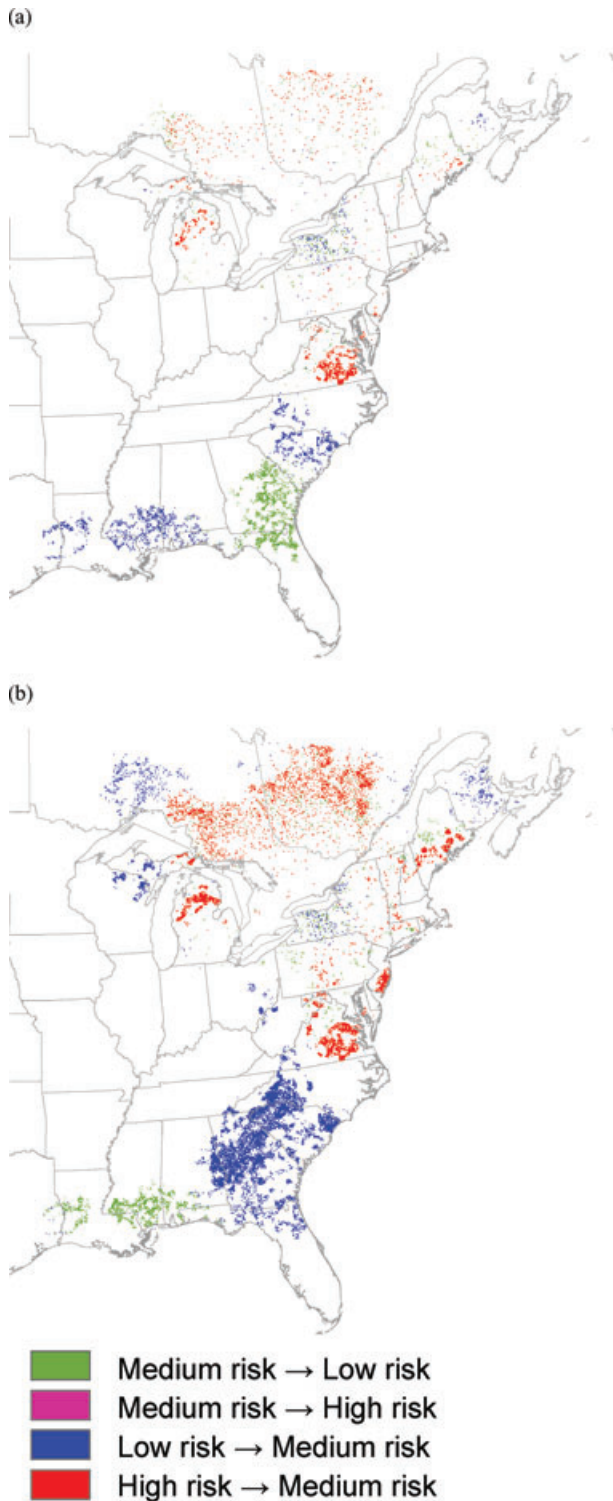 (a)
(b)
Medium risk → Low risk
Medium risk → High risk
Low risk → Medium risk
High risk → Medium risk